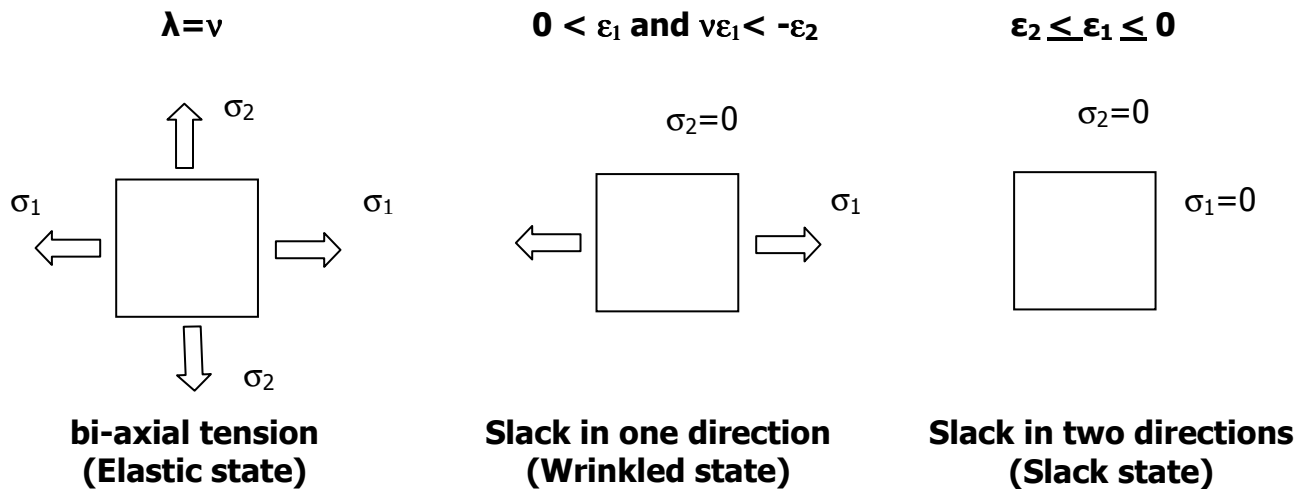 λ=ν
0 < ε₁ and νε₁< -ε₂
ε₂ < ε₁ < 0
σ₂
σ₂=0
σ₂=0
σ₁
σ₁
σ₁
σ₁=0
σ₂
bi-axial tension
(Elastic state)
Slack in one direction
(Wrinkled state)
Slack in two directions
(Slack state)